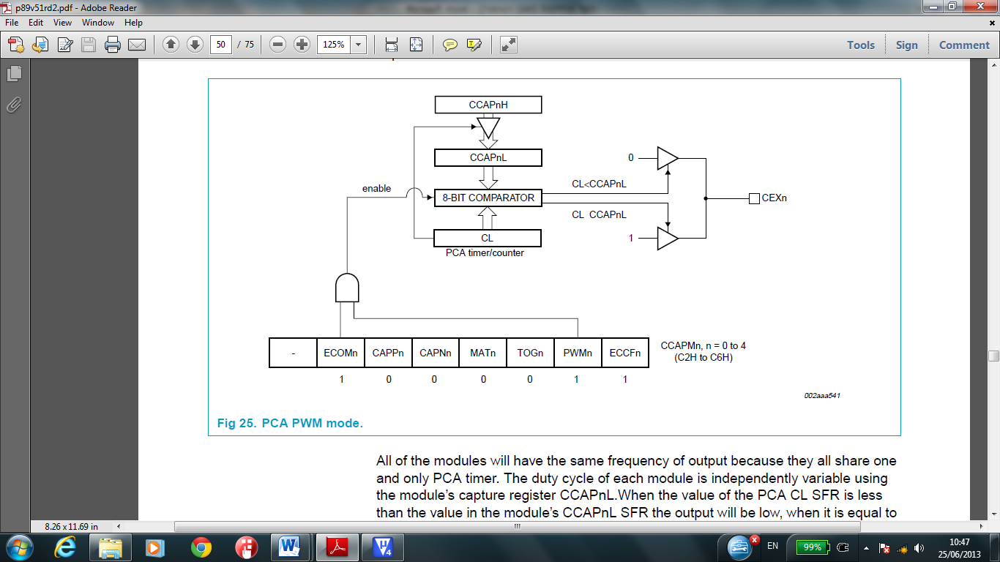 p89v51rd2.pdf - Adobe Reader
File Edit View Window Help
50 / 75 125% Tools Sign Comment
CCAPnH
CCAPnL
0
CL<CCAPnL
enable
8-BIT COMPARATOR
CEXn
CL CCAPnL
CL
1
PCA timer/counter
- ECOMn CAPPn CAPNn MATn TOGn PWMn ECCFn
CCAPMn, n = 0 to 4
(C2H to C6H)
1 0 0 0 0 1 1
002aaa541
Fig 25. PCA PWM mode.
All of the modules will have the same frequency of output because they all share one
and only PCA timer. The duty cycle of each module is independently variable using
the module's capture register CCAPnL.When the value of the PCA CL SFR is less
than the value in the module's CCAPnL SFR the output will be low, when it is equal to
8.26 x 11.69 in
EN 99% 10:47
25/06/2013